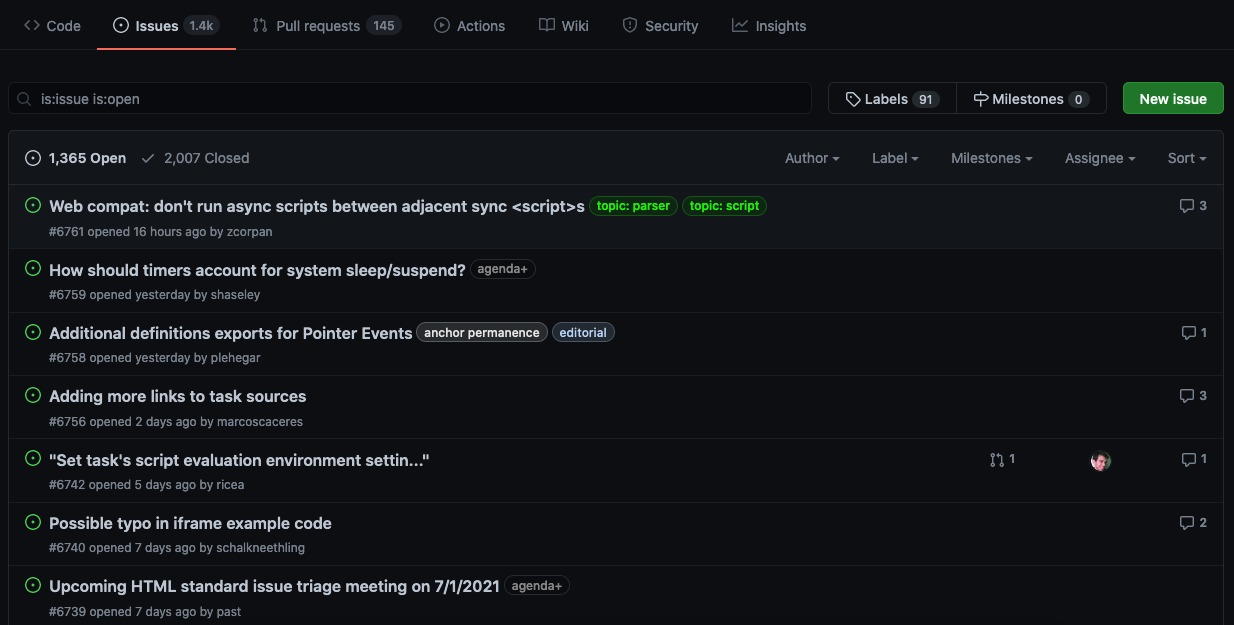 Code Issues 1.4k Pull requests 145 Actions Wiki Security Insights
is:issue is:open Labels 91 Milestones 0 New issue
1,365 Open 2,007 Closed Author Label Milestones Assignee Sort
Web compat: don't run async scripts between adjacent sync <script>s topic: parser topic: script 3
#6761 opened 16 hours ago by zcorpan
How should timers account for system sleep/suspend? agenda+
#6759 opened yesterday by shaseley
Additional definitions exports for Pointer Events anchor permanence editorial 1
#6758 opened yesterday by plehegar
Adding more links to task sources 3
#6756 opened 2 days ago by marcoscaceres
"Set task's script evaluation environment settin..." 1 1
#6742 opened 5 days ago by ricea
Possible typo in iframe example code 2
#6740 opened 7 days ago by schalkneethling
Upcoming HTML standard issue triage meeting on 7/1/2021 agenda+
#6739 opened 7 days ago by past